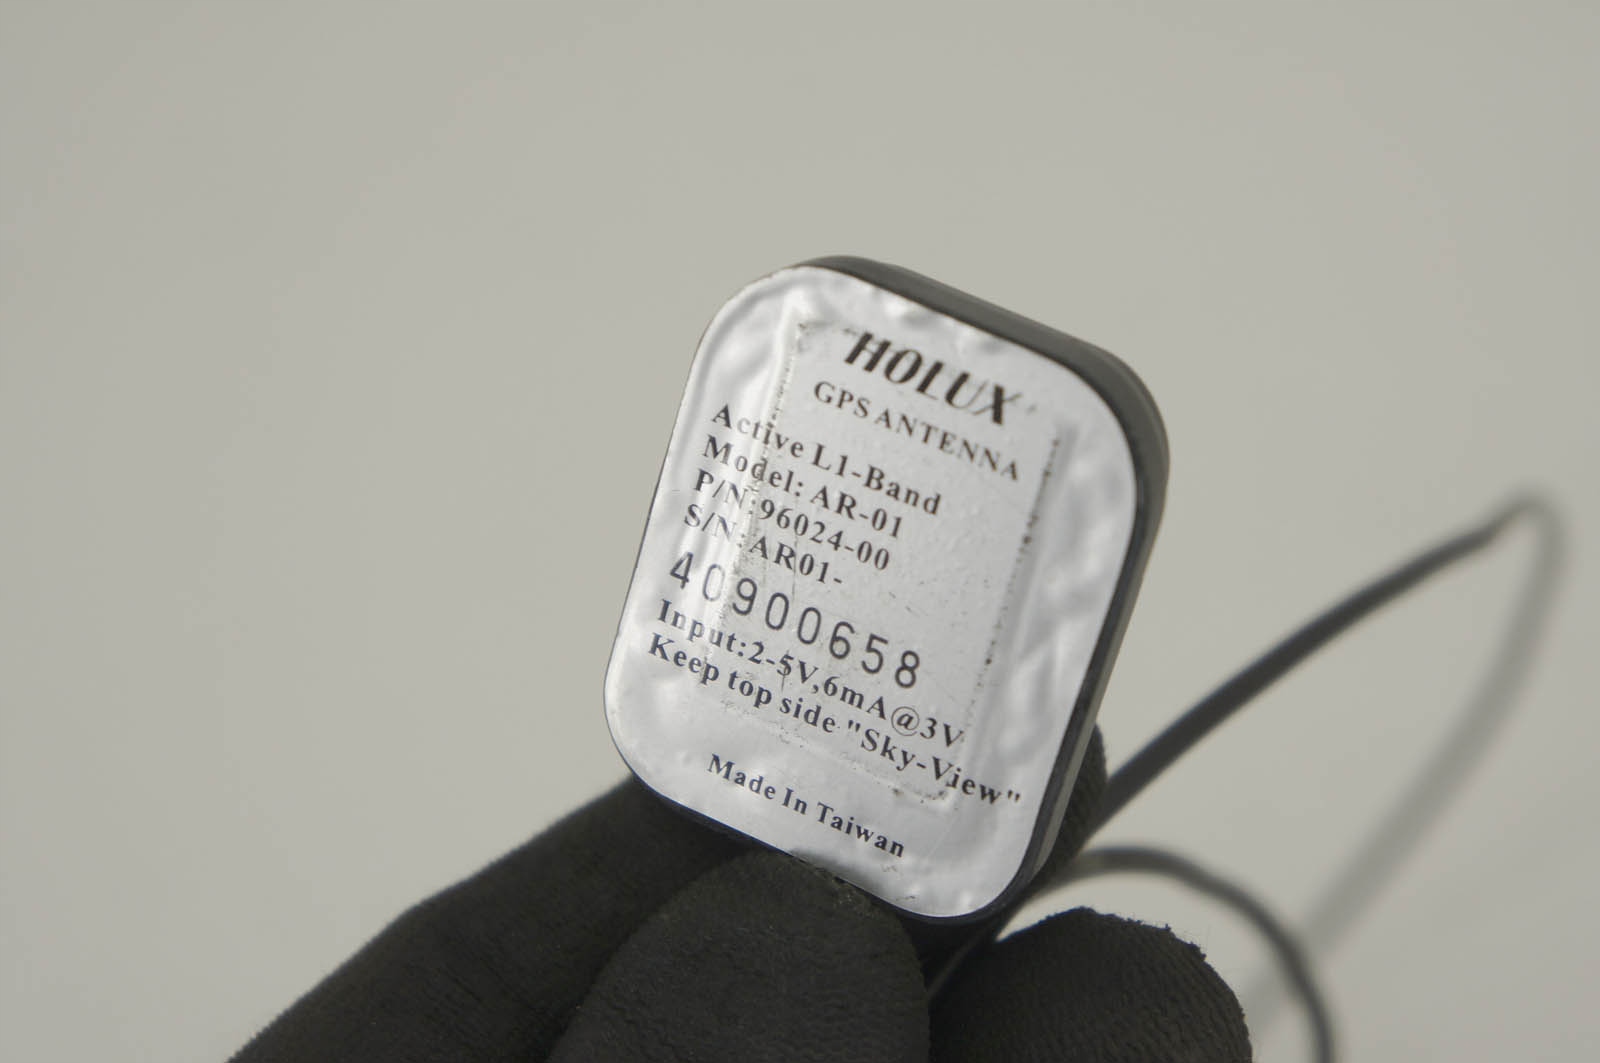 HOLUX
GPS ANTENNA
Active L1-Band
Model: AR-01
P/N:96024-00
S/N:AR01-
40900658
Input:2-5V,6mA@3V
Keep top side "Sky-View"
Made In Taiwan